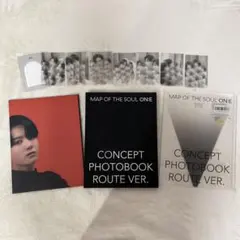 MAP OF THE SOUL ON:E
CONCEPT
PHOTOBOOK
ROUTE VER.
MAP OF THE SOUL ON:E
CONCEPT
PHOTOBOOK
ROUTE VER.